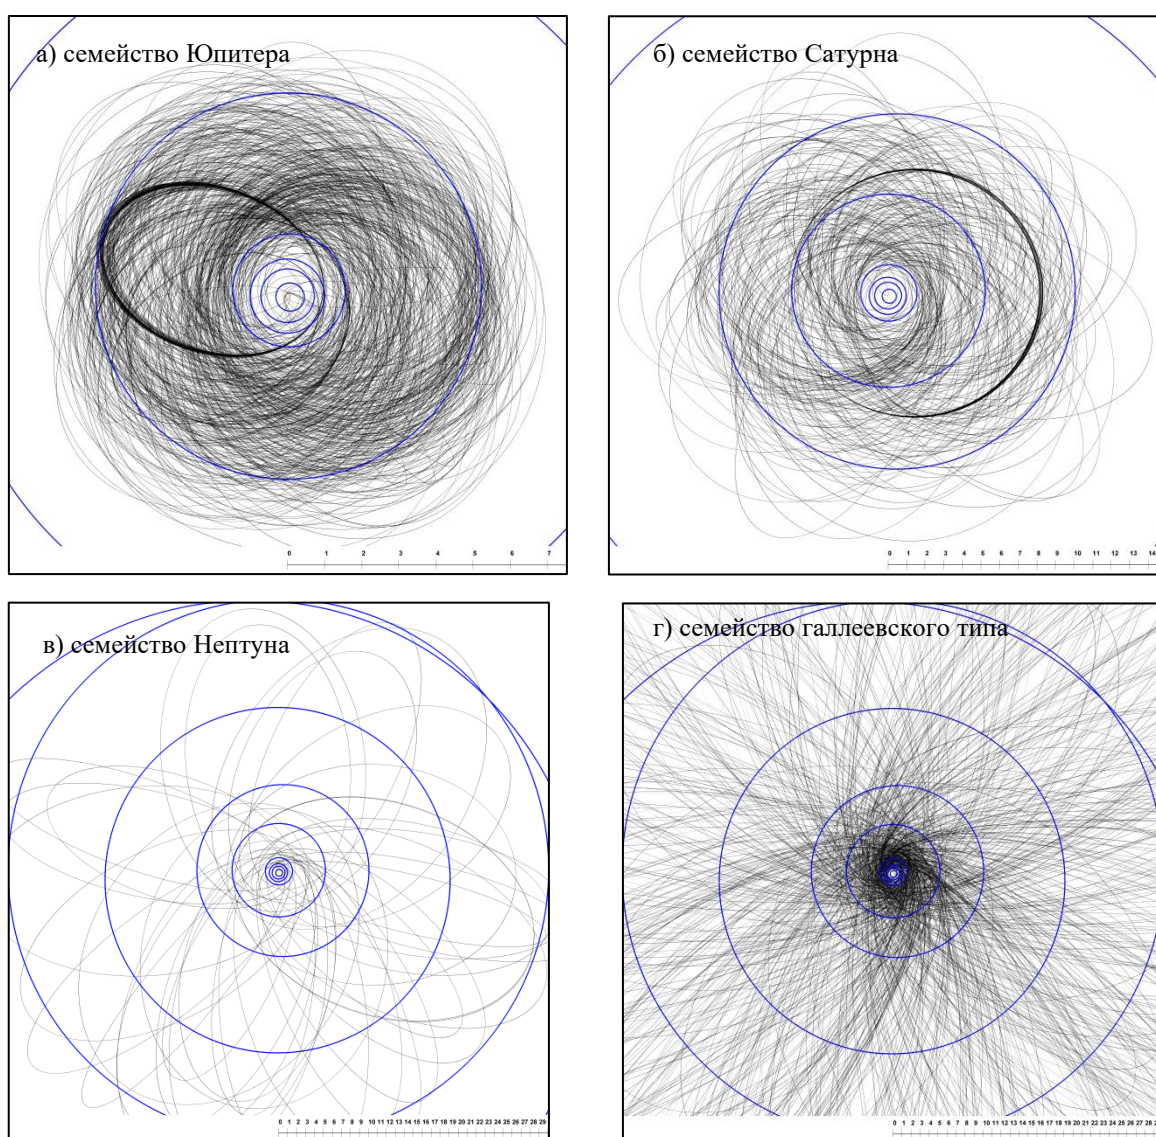 а) семейство Юпитера
б) семейство Сатурна
0 1 2 3 4 5 6 7
0 1 2 3 4 5 6 7 8 9 10 11 12 13 14
в) семейство Нептуна
г) семейство галлеевского типа
0 1 2 3 4 5 6 7 8 9 10 11 12 13 14 15 16 17 18 19 20 21 22 23 24 25 26 27 28 29
0 1 2 3 4 5 6 7 8 9 10 11 12 13 14 15 16 17 18 19 20 21 22 23 24 25 26 27 28